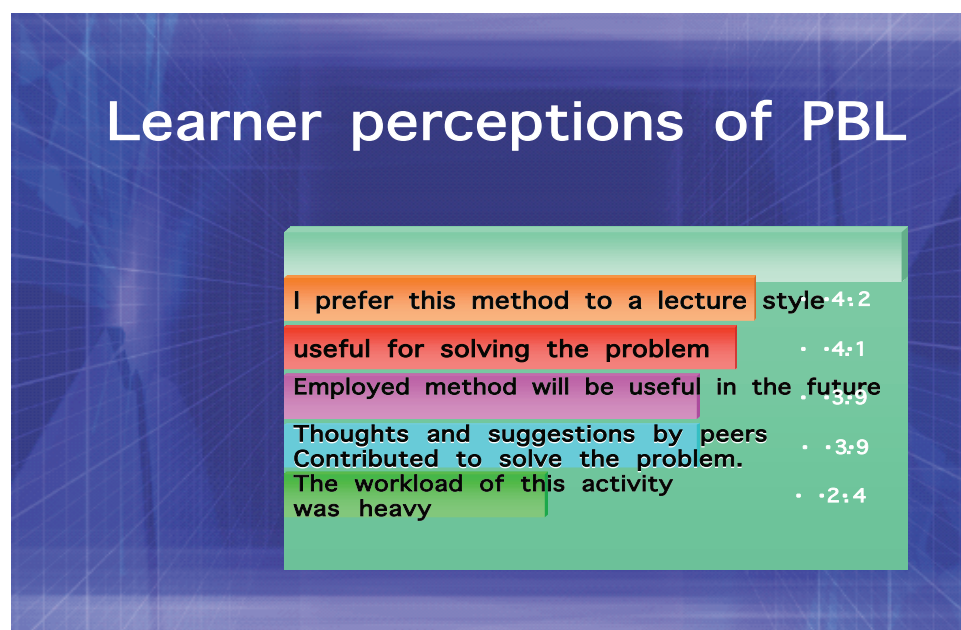 Learner perceptions of PBL
I prefer this method to a lecture style 4.2
useful for solving the problem 4.1
Employed method will be useful in the future 3.9
Thoughts and suggestions by peers
Contributed to solve the problem. 3.9
The workload of this activity
was heavy 2.4